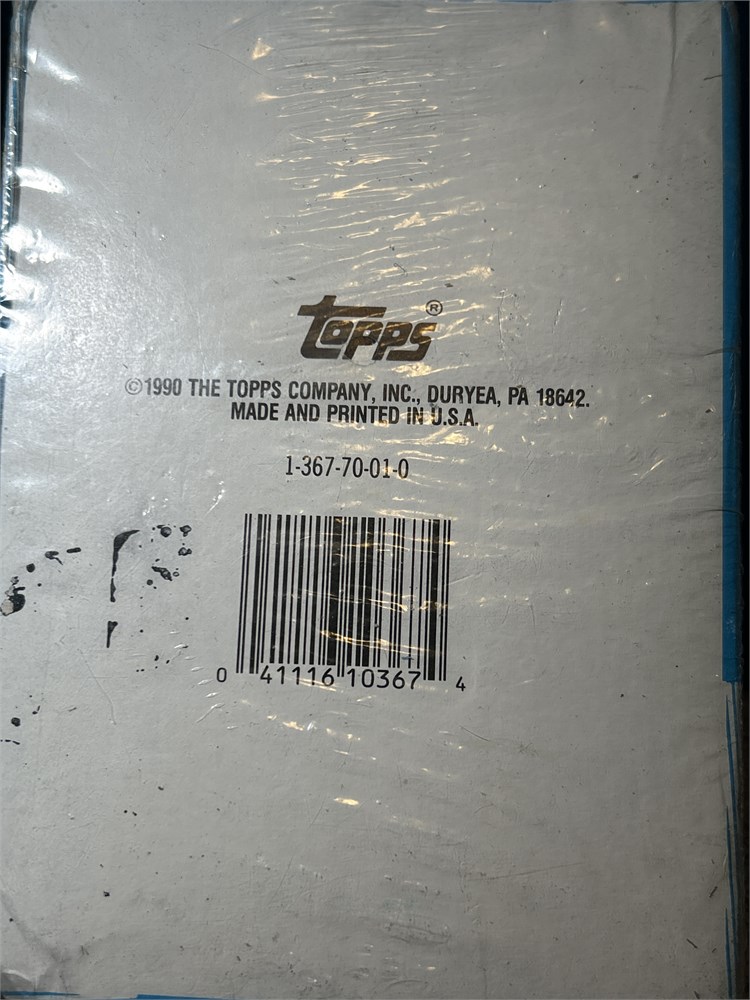 Topps®
©1990 THE TOPPS COMPANY, INC., DURYEA, PA 18642.
MADE AND PRINTED IN U.S.A.
1-367-70-01-0
0 41116 10367 4